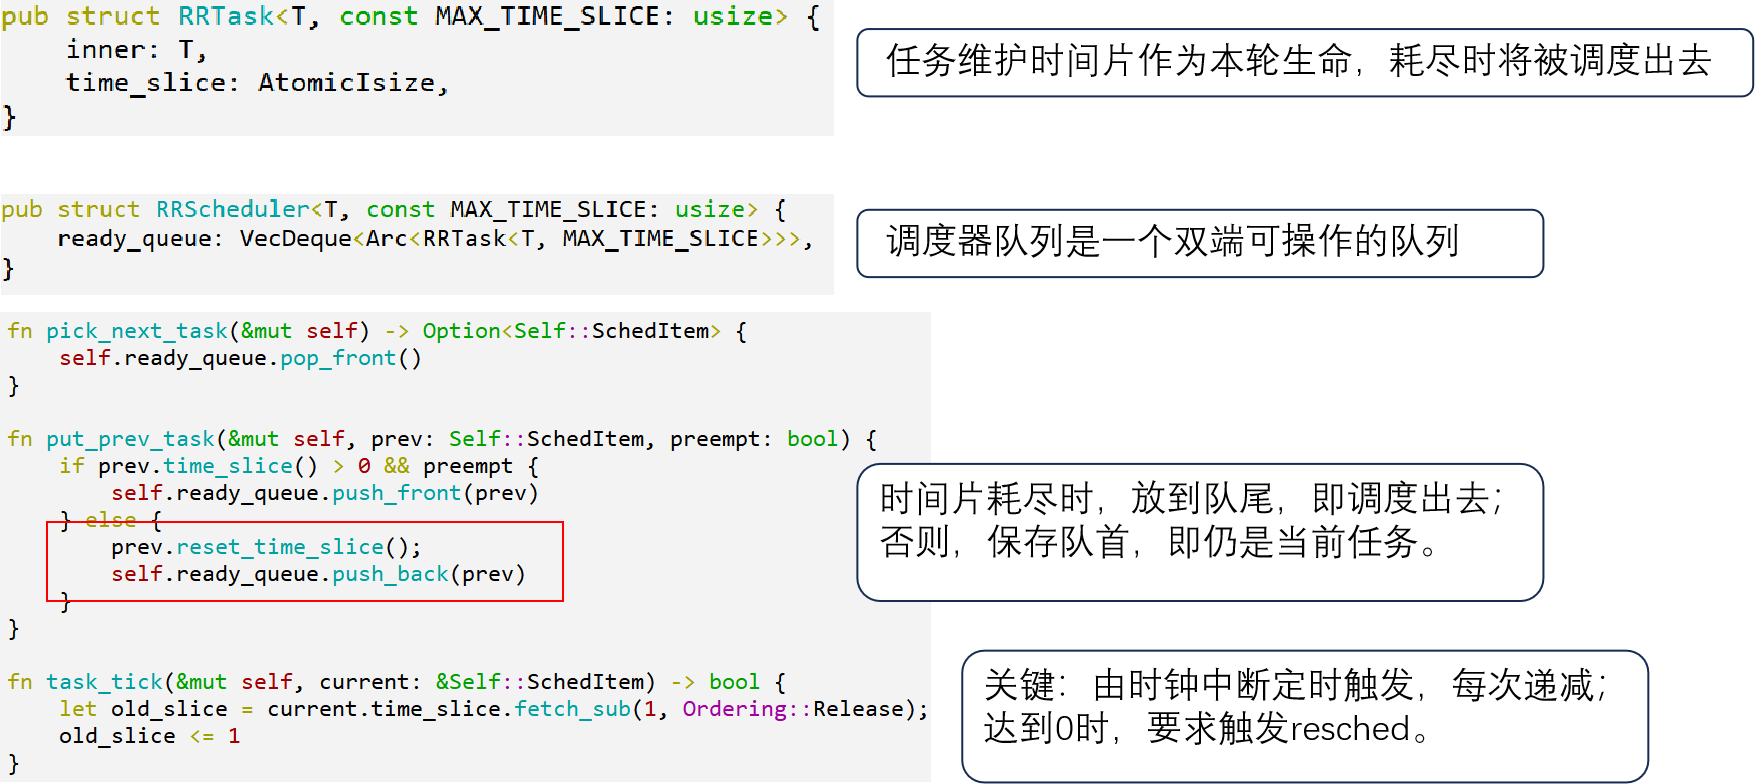 pub struct RRTask<T, const MAX_TIME_SLICE: usize> {
    inner: T,
    time_slice: AtomicIsize,
}
任务维护时间片作为本轮生命，耗尽时将被调度出去
pub struct RRScheduler<T, const MAX_TIME_SLICE: usize> {
    ready_queue: VecDeque<Arc<RRTask<T, MAX_TIME_SLICE>>>,
}
调度器队列是一个双端可操作的队列
fn pick_next_task(&mut self) -> Option<Self::SchedItem> {
    self.ready_queue.pop_front()
}
fn put_prev_task(&mut self, prev: Self::SchedItem, preempt: bool) {
    if prev.time_slice() > 0 && preempt {
        self.ready_queue.push_front(prev)
    } else {
        prev.reset_time_slice();
        self.ready_queue.push_back(prev)
    }
}
时间片耗尽时，放到队尾，即调度出去；
否则，保存队首，即仍是当前任务。
fn task_tick(&mut self, current: &Self::SchedItem) -> bool {
    let old_slice = current.time_slice.fetch_sub(1, Ordering::Release);
    old_slice <= 1
}
关键：由时钟中断定时触发，每次递减；
达到0时，要求触发resched。